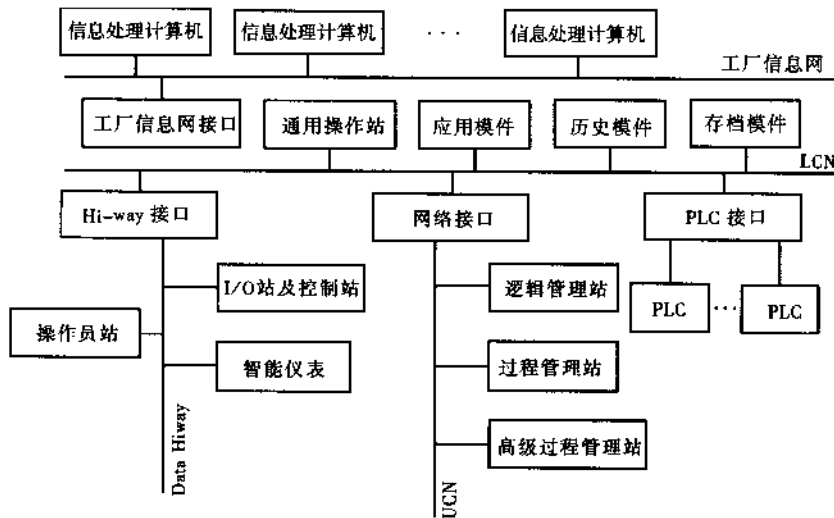 信息处理计算机
信息处理计算机
···
信息处理计算机
工厂信息网
工厂信息网接口
通用操作站
应用模件
历史模件
存档模件
LCN
Hi-way 接口
网络接口
PLC 接口
I/O站及控制站
逻辑管理站
PLC
···
PLC
操作员站
智能仪表
过程管理站
高级过程管理站
Data Hiway
UCN